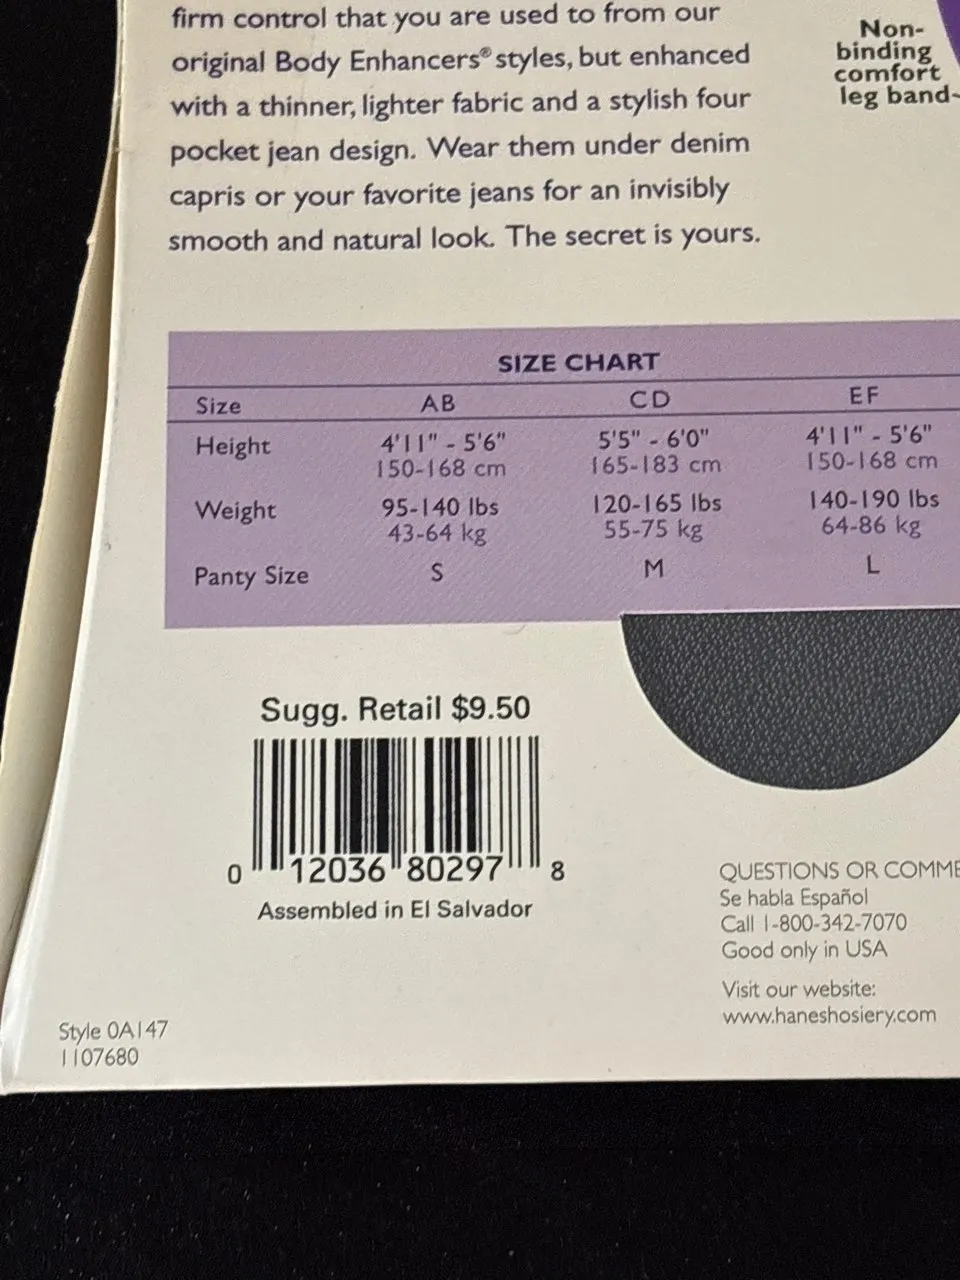 firm control that you are used to from our
original Body Enhancers® styles, but enhanced
with a thinner, lighter fabric and a stylish four
pocket jean design. Wear them under denim
capris or your favorite jeans for an invisibly
smooth and natural look. The secret is yours.
Non-
binding
comfort
leg band-
SIZE CHART
Size AB CD EF
Height 4'11" - 5'6" 5'5" - 6'0" 4'11" - 5'6"
150-168 cm 165-183 cm 150-168 cm
Weight 95-140 lbs 120-165 lbs 140-190 lbs
43-64 kg 55-75 kg 64-86 kg
Panty Size S M L
Sugg. Retail $9.50
0 12036 80297 8
Assembled in El Salvador
QUESTIONS OR COMME
Se habla Español
Call 1-800-342-7070
Good only in USA
Visit our website:
www.haneshosiery.com
Style 0A147
1107680